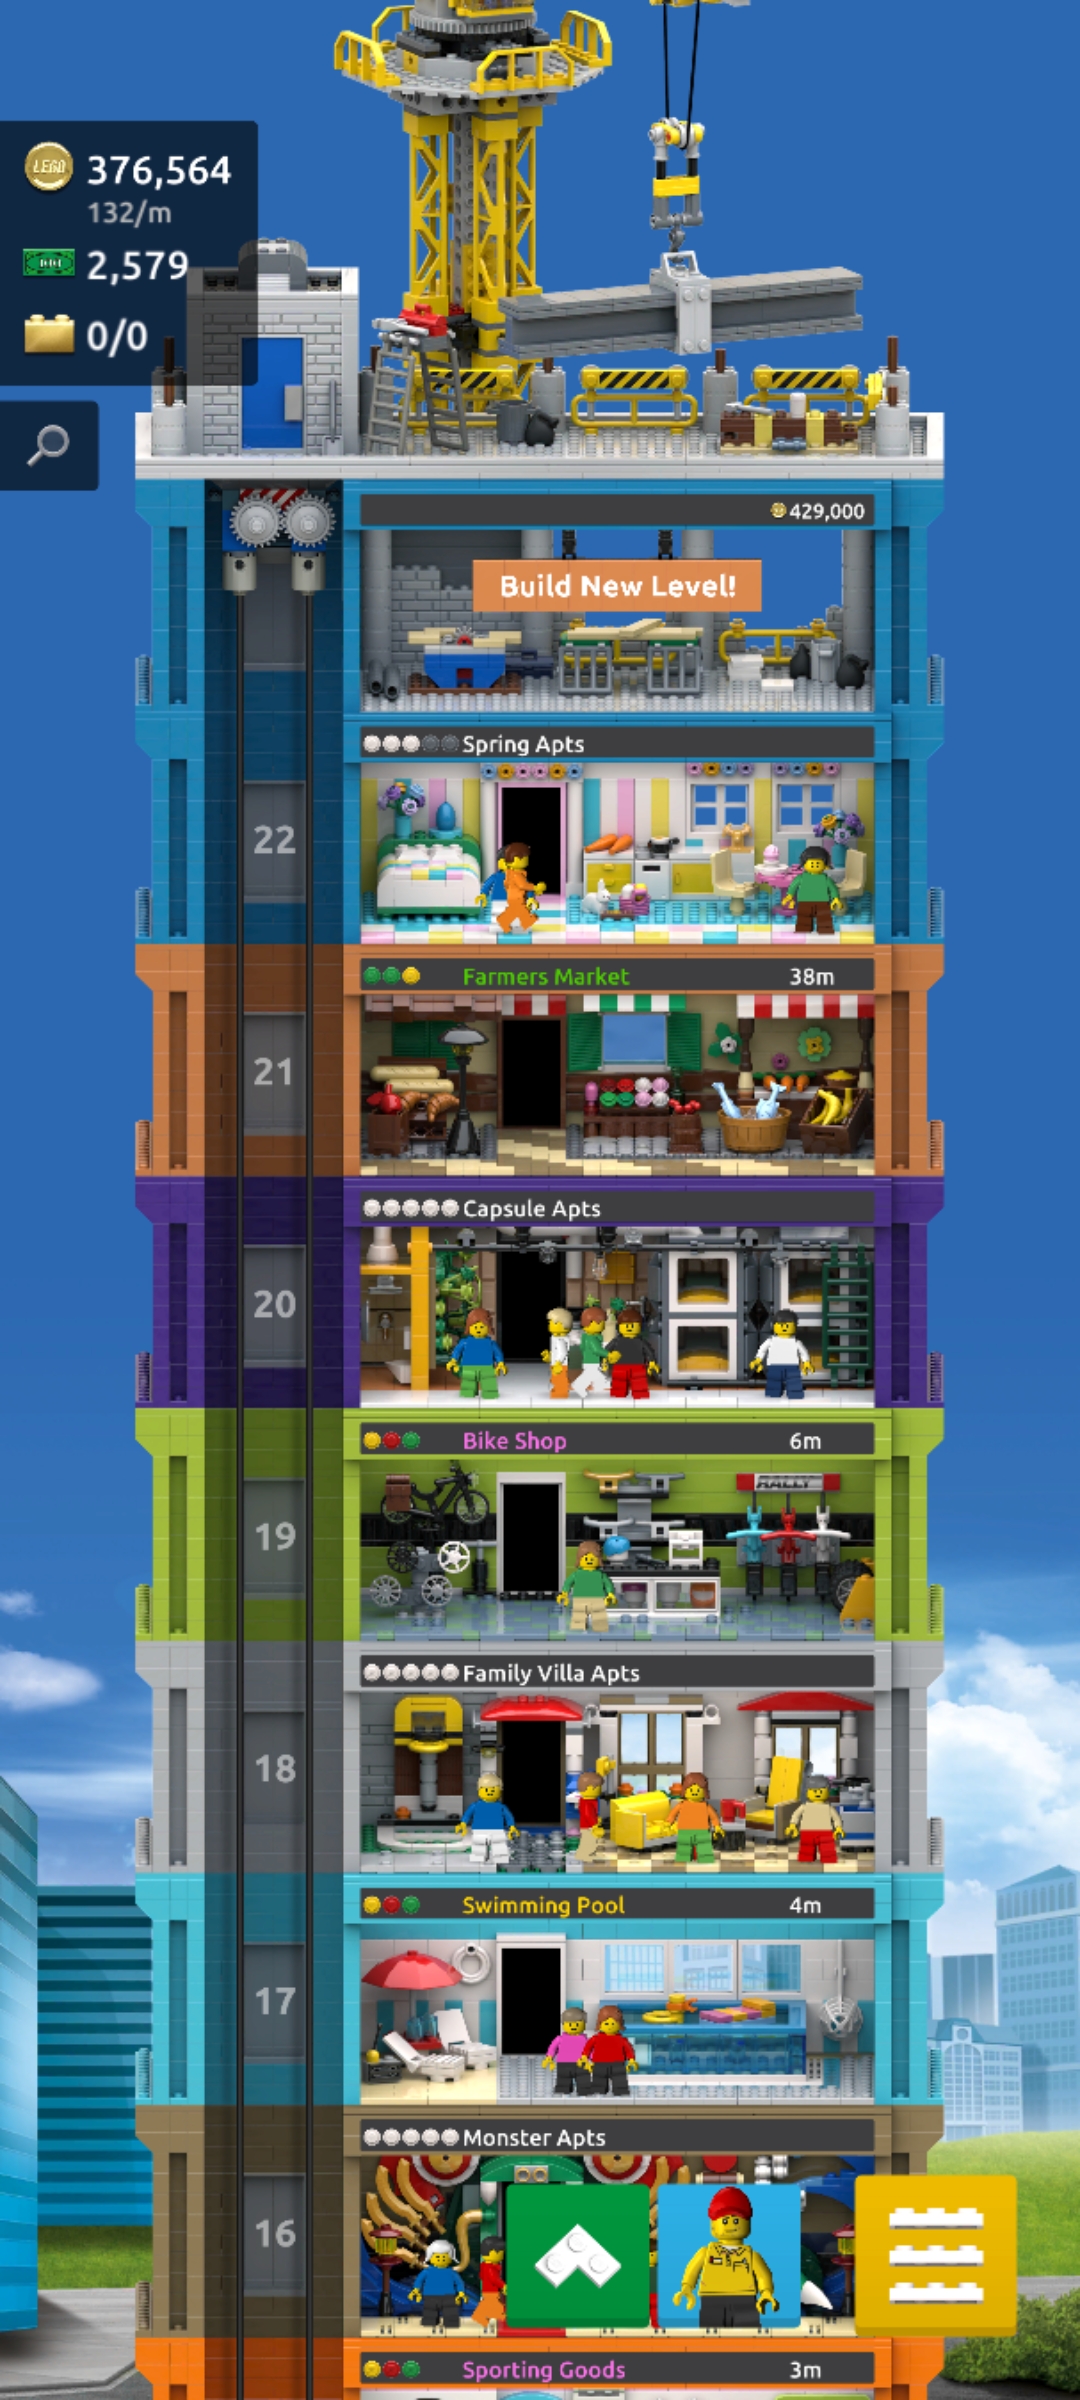 LEGO 376,564
132/m
2,579
0/0
429,000
Build New Level!
Spring Apts
22
Farmers Market 38m
21
Capsule Apts
20
Bike Shop 6m
RALLY
19
Family Villa Apts
18
Swimming Pool 4m
17
Monster Apts
16
Sporting Goods 3m